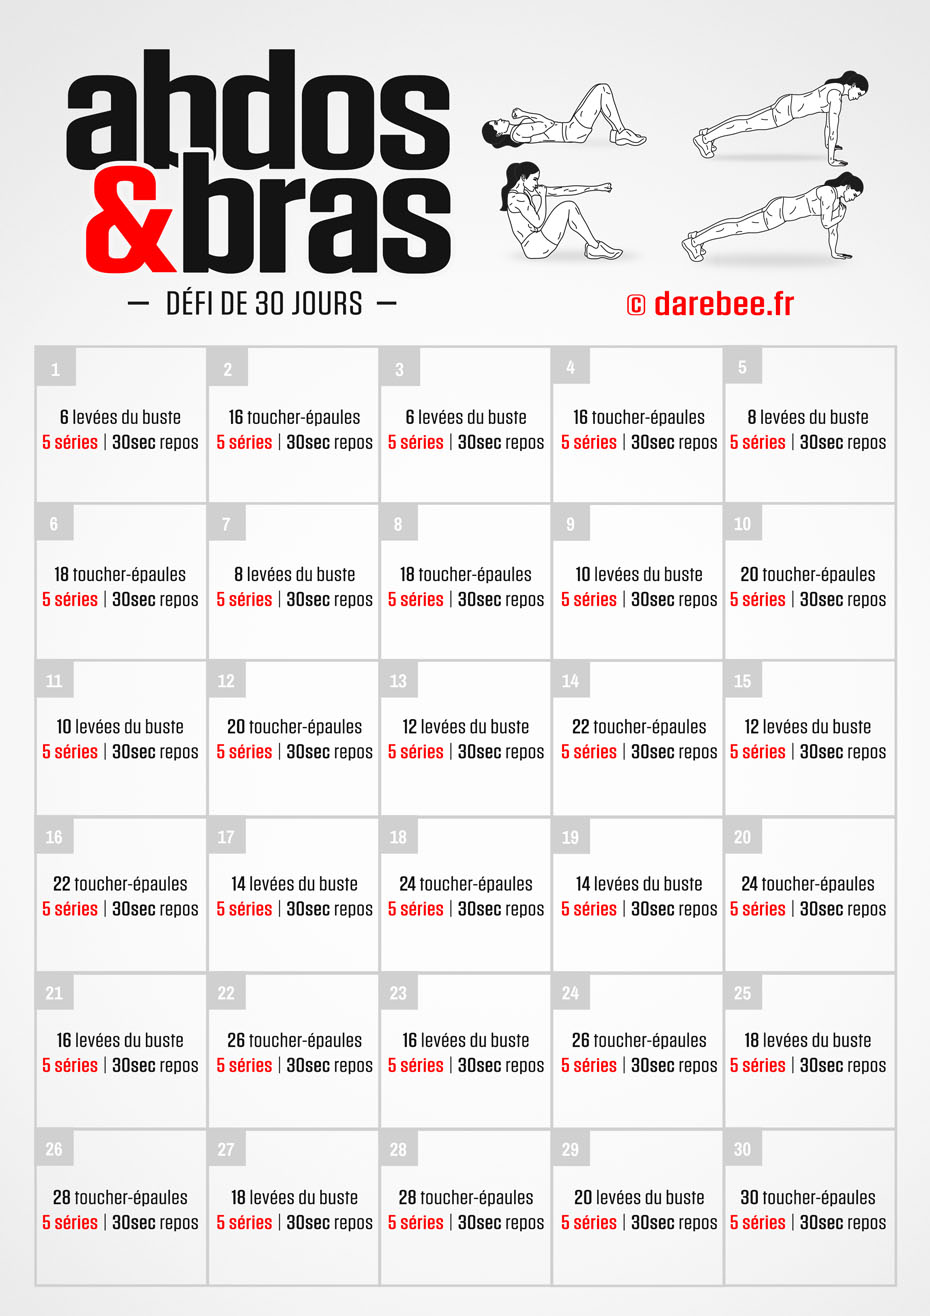 abdos
&bras
— DÉFI DE 30 JOURS —
© darebee.fr
1
6 levées du buste
5 séries | 30sec repos
2
16 toucher-épaules
5 séries | 30sec repos
3
6 levées du buste
5 séries | 30sec repos
4
16 toucher-épaules
5 séries | 30sec repos
5
8 levées du buste
5 séries | 30sec repos
6
18 toucher-épaules
5 séries | 30sec repos
7
8 levées du buste
5 séries | 30sec repos
8
18 toucher-épaules
5 séries | 30sec repos
9
10 levées du buste
5 séries | 30sec repos
10
20 toucher-épaules
5 séries | 30sec repos
11
10 levées du buste
5 séries | 30sec repos
12
20 toucher-épaules
5 séries | 30sec repos
13
12 levées du buste
5 séries | 30sec repos
14
22 toucher-épaules
5 séries | 30sec repos
15
12 levées du buste
5 séries | 30sec repos
16
22 toucher-épaules
5 séries | 30sec repos
17
14 levées du buste
5 séries | 30sec repos
18
24 toucher-épaules
5 séries | 30sec repos
19
14 levées du buste
5 séries | 30sec repos
20
24 toucher-épaules
5 séries | 30sec repos
21
16 levées du buste
5 séries | 30sec repos
22
26 toucher-épaules
5 séries | 30sec repos
23
16 levées du buste
5 séries | 30sec repos
24
26 toucher-épaules
5 séries | 30sec repos
25
18 levées du buste
5 séries | 30sec repos
26
28 toucher-épaules
5 séries | 30sec repos
27
18 levées du buste
5 séries | 30sec repos
28
28 toucher-épaules
5 séries | 30sec repos
29
20 levées du buste
5 séries | 30sec repos
30
30 toucher-épaules
5 séries | 30sec repos